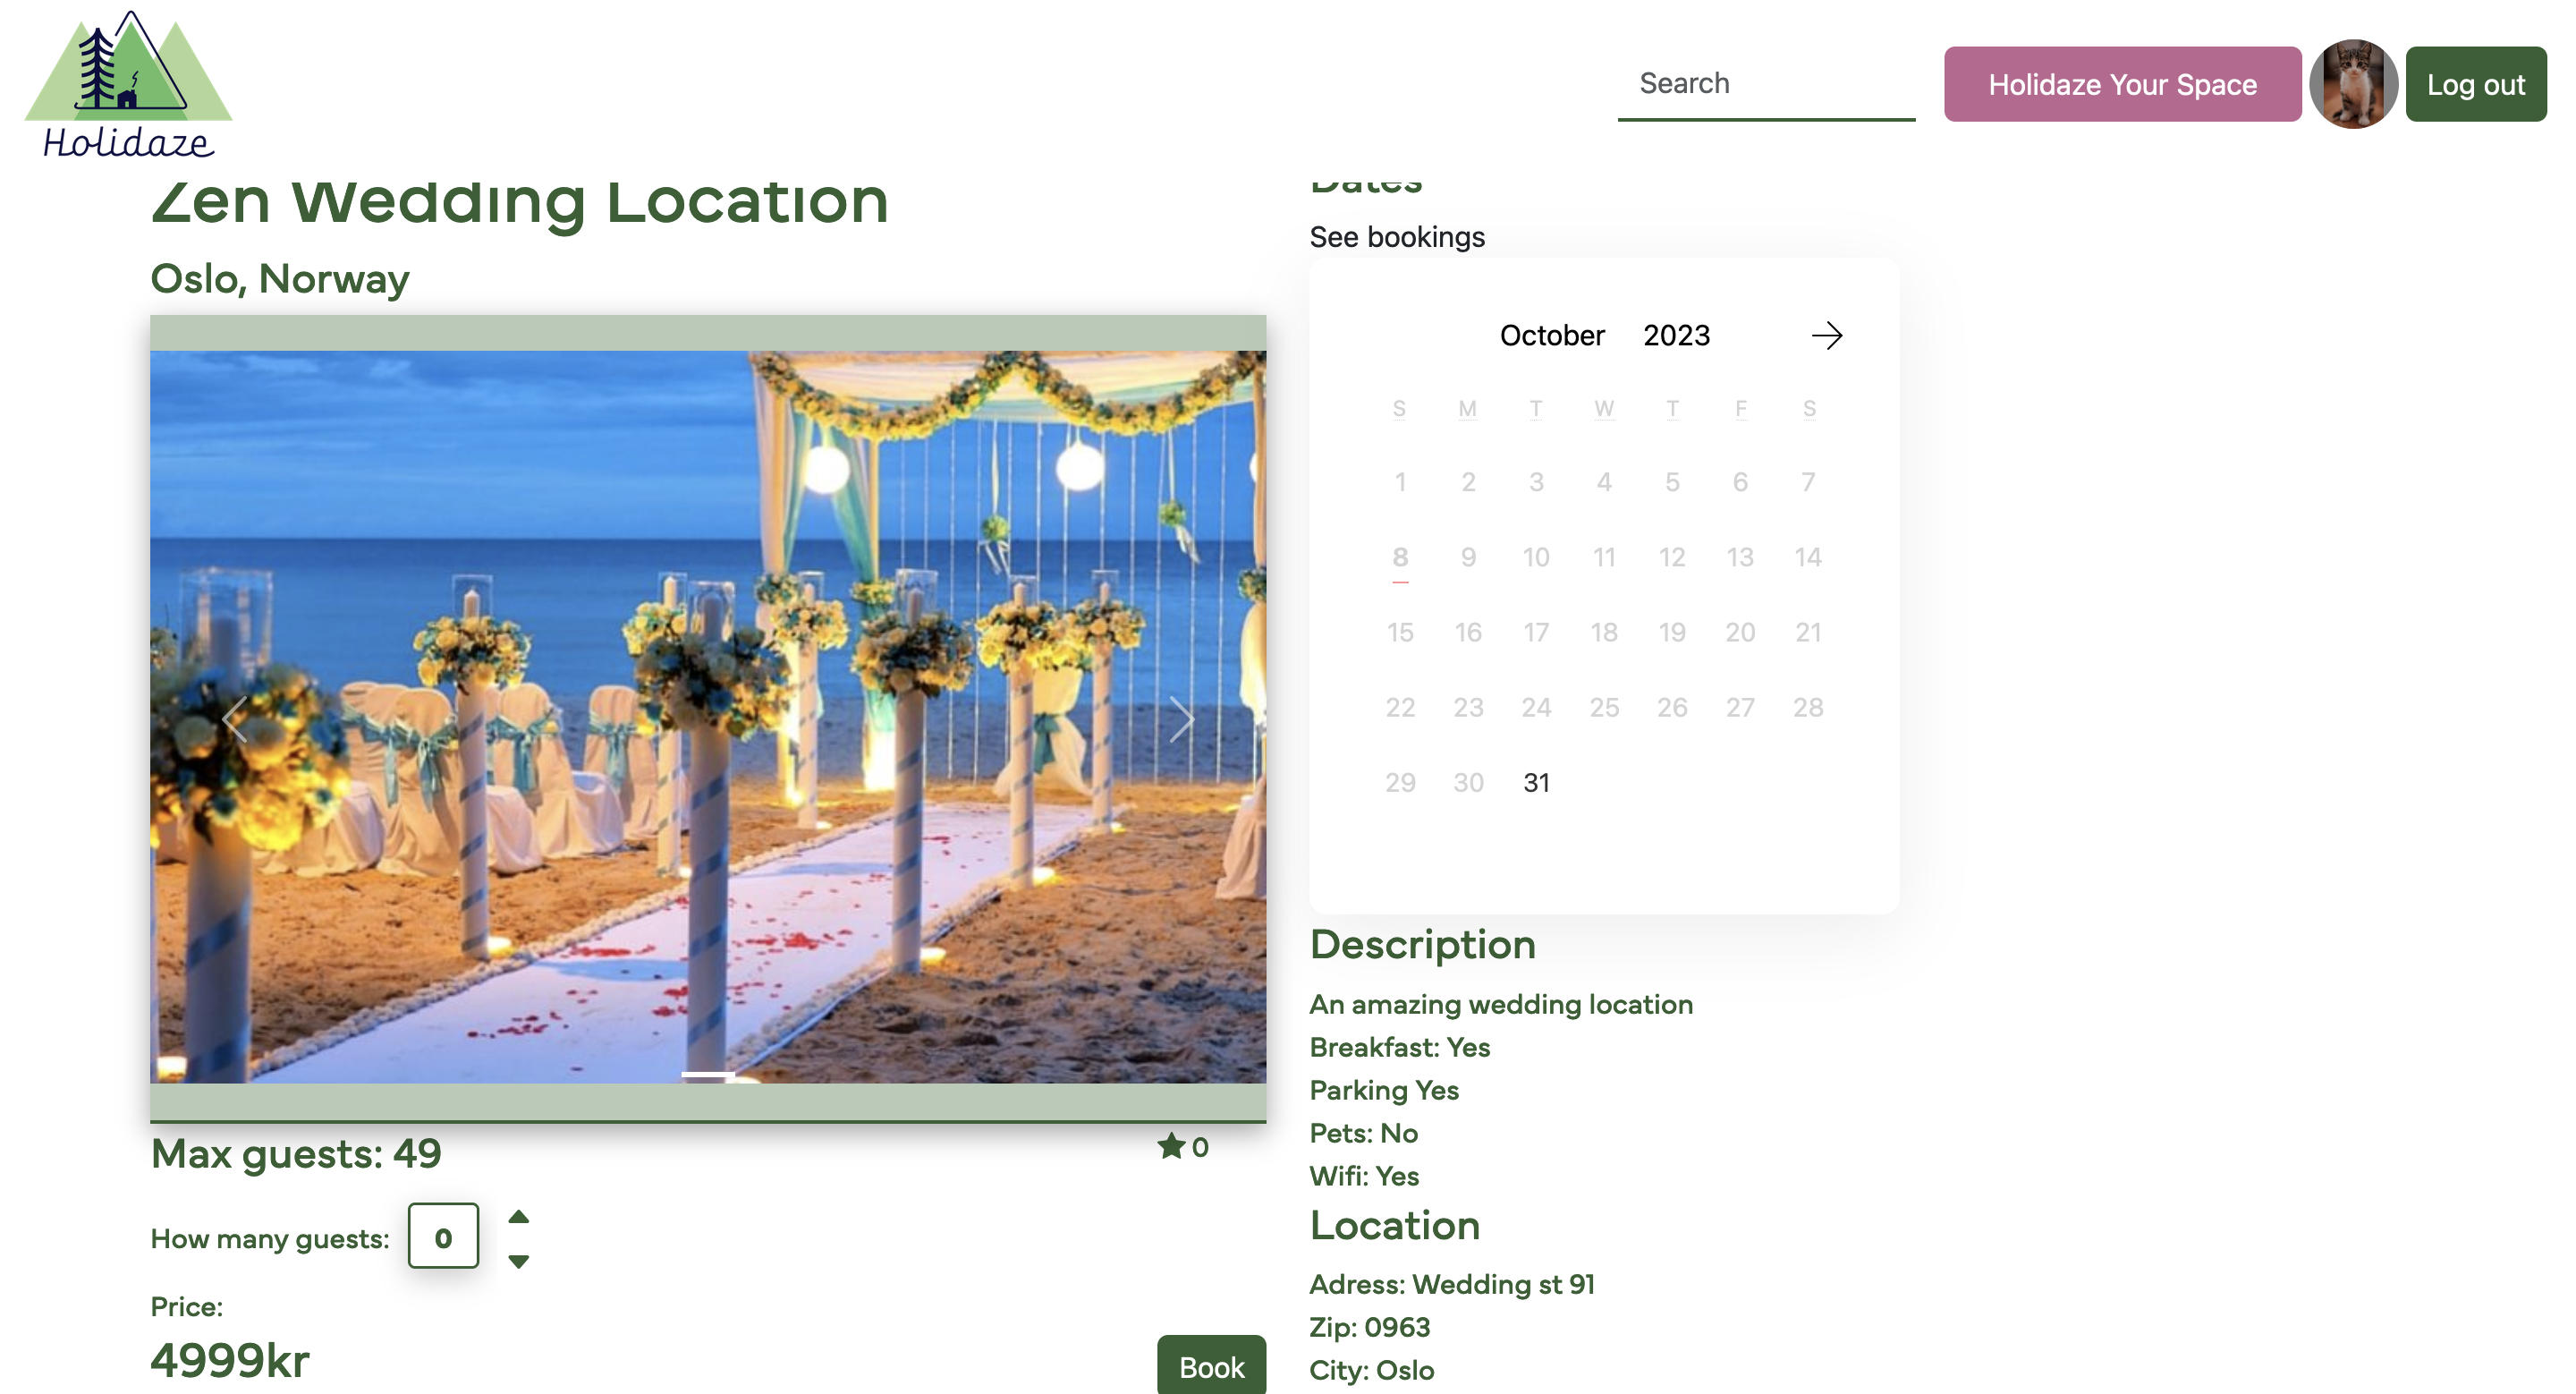 Holidaze
Search
Holidaze Your Space
Log out
Zen Wedding Location
Oslo, Norway
Max guests: 49
0
How many guests: 0
Price:
4999kr
Book
Dates
See bookings
October 2023
S M T W T F S
1 2 3 4 5 6 7
8 9 10 11 12 13 14
15 16 17 18 19 20 21
22 23 24 25 26 27 28
29 30 31
Description
An amazing wedding location
Breakfast: Yes
Parking Yes
Pets: No
Wifi: Yes
Location
Adress: Wedding st 91
Zip: 0963
City: Oslo